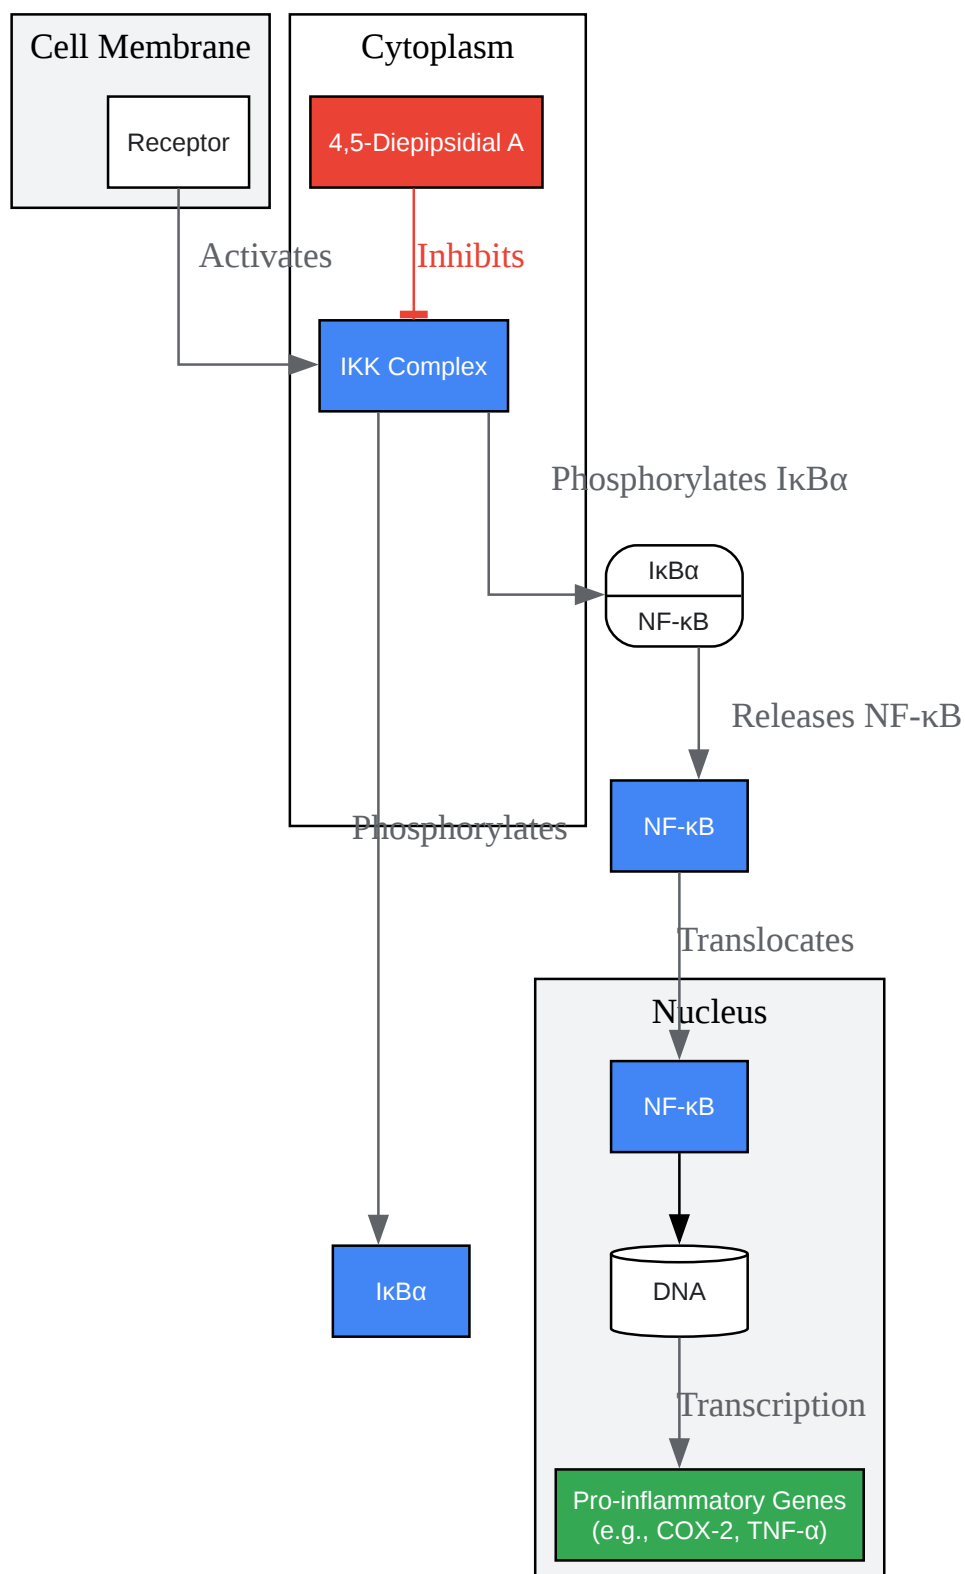 Cell Membrane
Cytoplasm
Receptor
4,5-Diepipsidial A
Activates
Inhibits
IKK Complex
Phosphorylates IκBα
IκBα
NF-κB
Releases NF-κB
NF-κB
Phosphorylates
Translocates
Nucleus
NF-κB
IκBα
DNA
Transcription
Pro-inflammatory Genes
(e.g., COX-2, TNF-α)